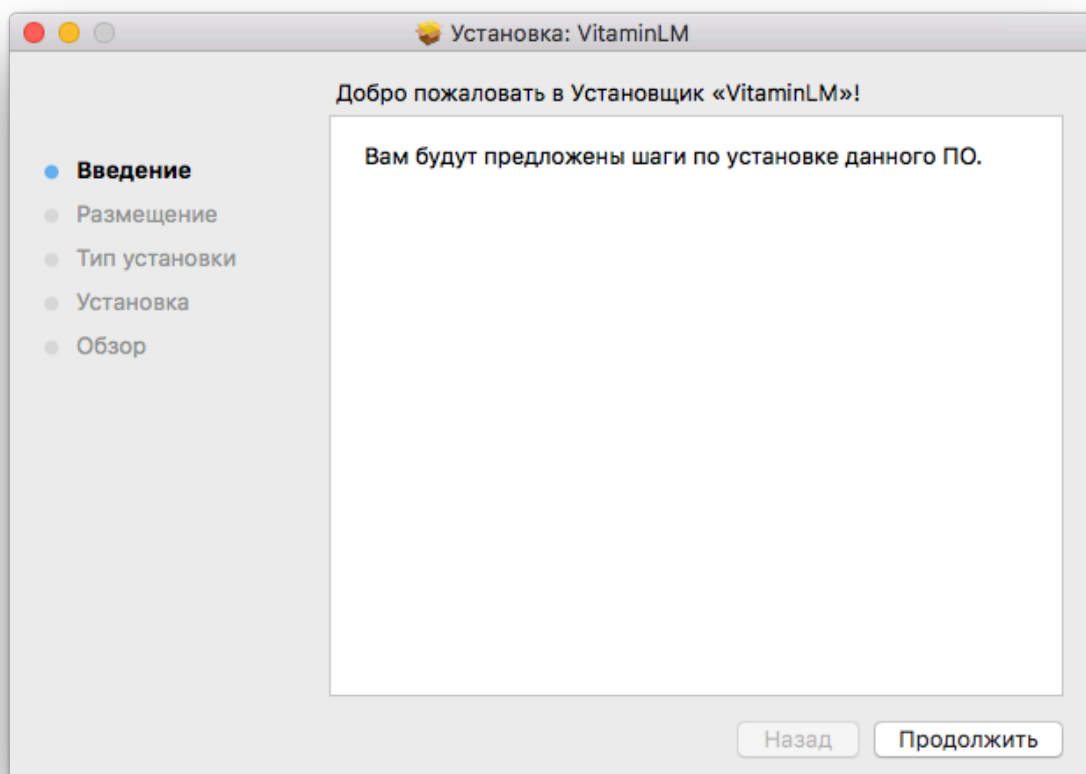 Установка: VitaminLM
Добро пожаловать в Установщик «VitaminLM»!
Введение
Размещение
Тип установки
Установка
Обзор
Вам будут предложены шаги по установке данного ПО.
Назад
Продолжить